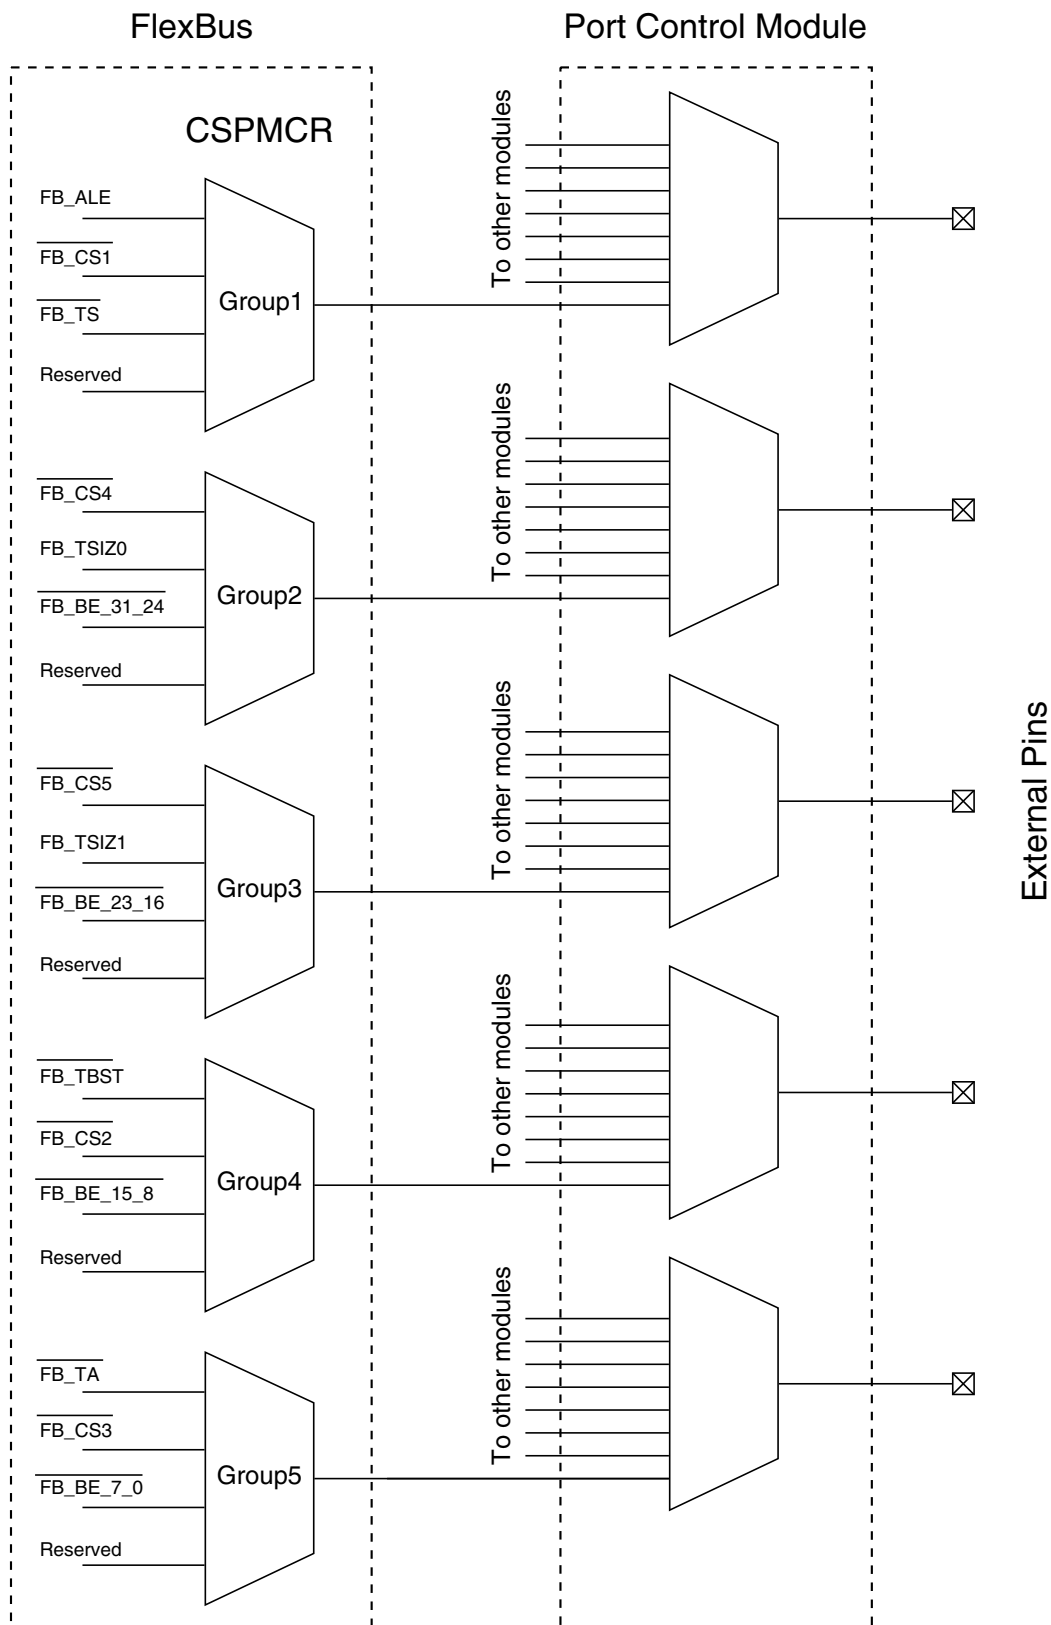 FlexBus
Port Control Module
CSPMCR
FB_ALE
FB_CS1
FB_TS
Reserved
Group1
To other modules
FB_CS4
FB_TSIZ0
FB_BE_31_24
Reserved
Group2
To other modules
FB_CS5
FB_TSIZ1
FB_BE_23_16
Reserved
Group3
To other modules
FB_TBST
FB_CS2
FB_BE_15_8
Reserved
Group4
To other modules
FB_TA
FB_CS3
FB_BE_7_0
Reserved
Group5
To other modules
External Pins